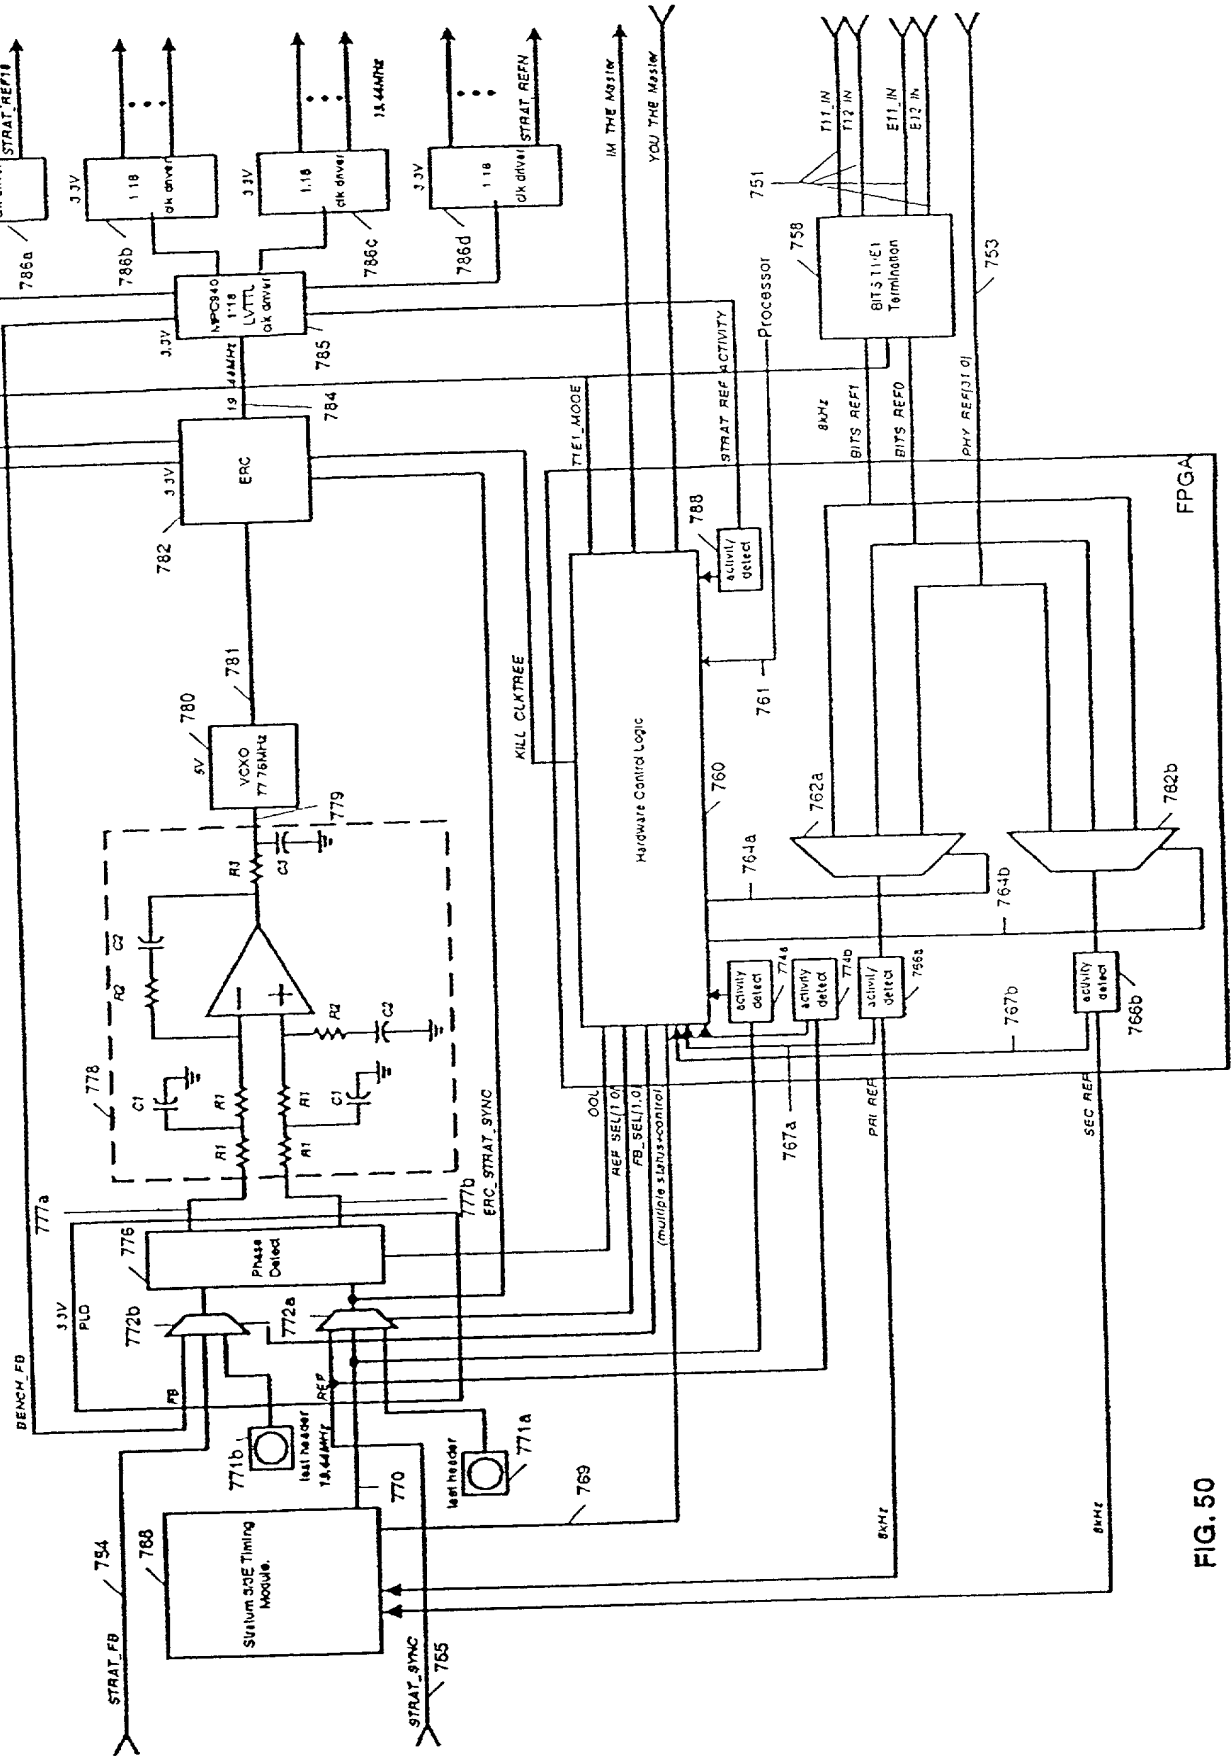 STRAT_FB
754
768
Stratum 3/3E Timing
Module.
STRAT_SYNC
755
769
770
8kHz
8kHz
BENCH_FB
3.3V
PLD
FB
772b
771b
test header
19.44MHz
REF
772a
test header
771a
776
Phase
Detect
777a
777b
ERC_STRAT_SYNC
778
R1
R1
C1
R1
R1
C1
R2
C2
R2
C2
R3
C3
779
5V
VCXO
77.76MHz
780
781
782
3.3V
ERC
19.44MHz
784
3.3V
MPC940
1:18
LVTTL
clk driver
785
786a
STRAT_REF18
3.3V
1:18
clk driver
786b
3.3V
1:18
clk driver
786c
19.44MHz
3.3V
1:18
clk driver
786d
STRAT_REFN
KILL CLKTREE
T1E1_MODE
IM THE Master
YOU THE Master
STRAT REF ACTIVITY
Processor
761
788
activity
detect
Hardware Control Logic
760
OOL
REF SEL[1:0]
FB_SEL[1:0]
(multiple status+control)
activity
detect
774a
activity
detect
774b
activity
detect
766a
activity
detect
766b
767a
767b
764a
764b
762a
762b
PRI REF
SEC REF
FPGA
8kHz
BITS REF1
BITS REF0
PHY REF[31:0]
758
BITS T1/E1
Termination
751
753
T11_IN
T12_IN
E11_IN
E12_IN
FIG. 50